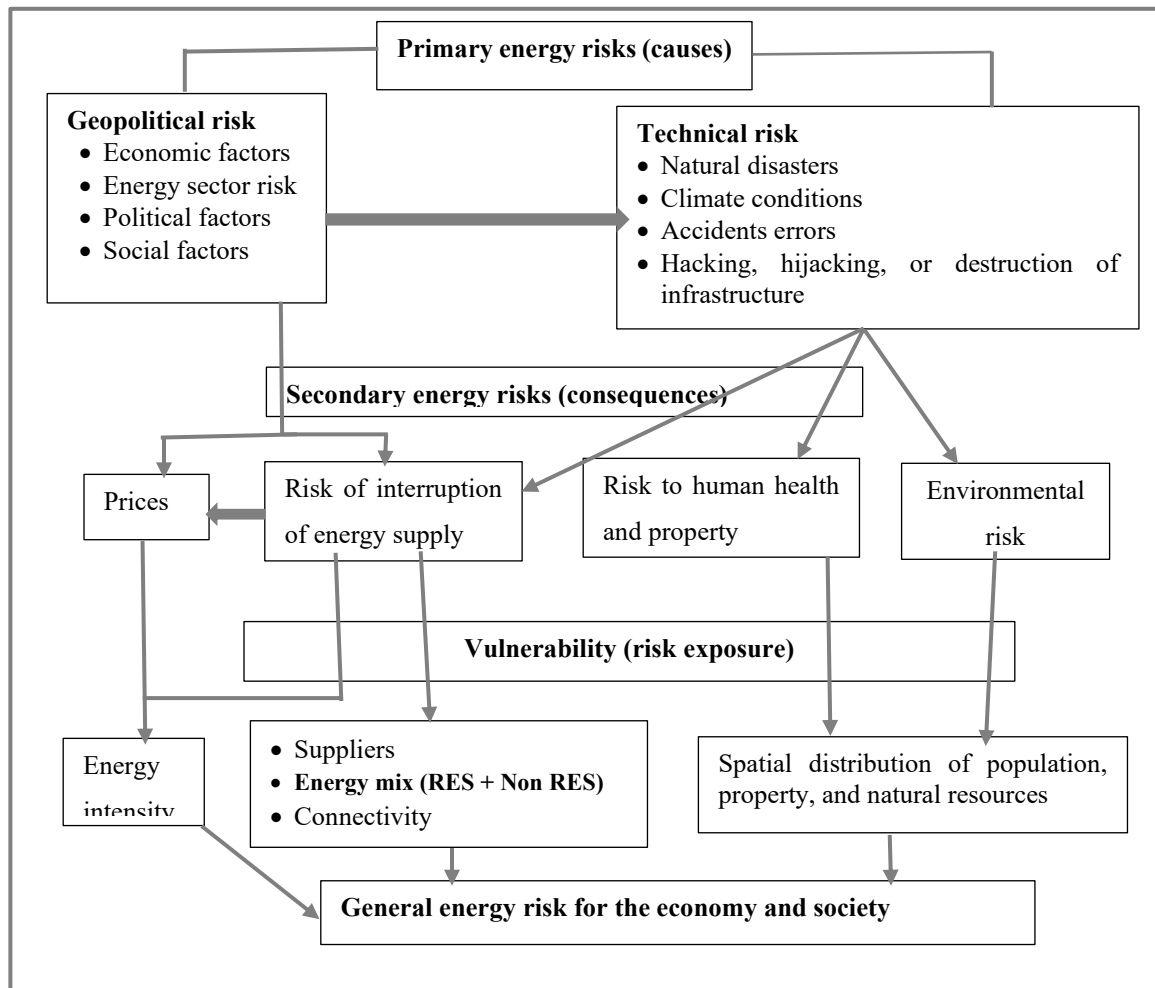 Primary energy risks (causes)
Geopolitical risk
• Economic factors
• Energy sector risk
• Political factors
• Social factors
Technical risk
• Natural disasters
• Climate conditions
• Accidents errors
• Hacking, hijacking, or destruction of
infrastructure
Secondary energy risks (consequences)
Prices
Risk of interruption
of energy supply
Risk to human health
and property
Environmental
risk
Vulnerability (risk exposure)
Energy
intensity
• Suppliers
• Energy mix (RES + Non RES)
• Connectivity
Spatial distribution of population,
property, and natural resources
General energy risk for the economy and society